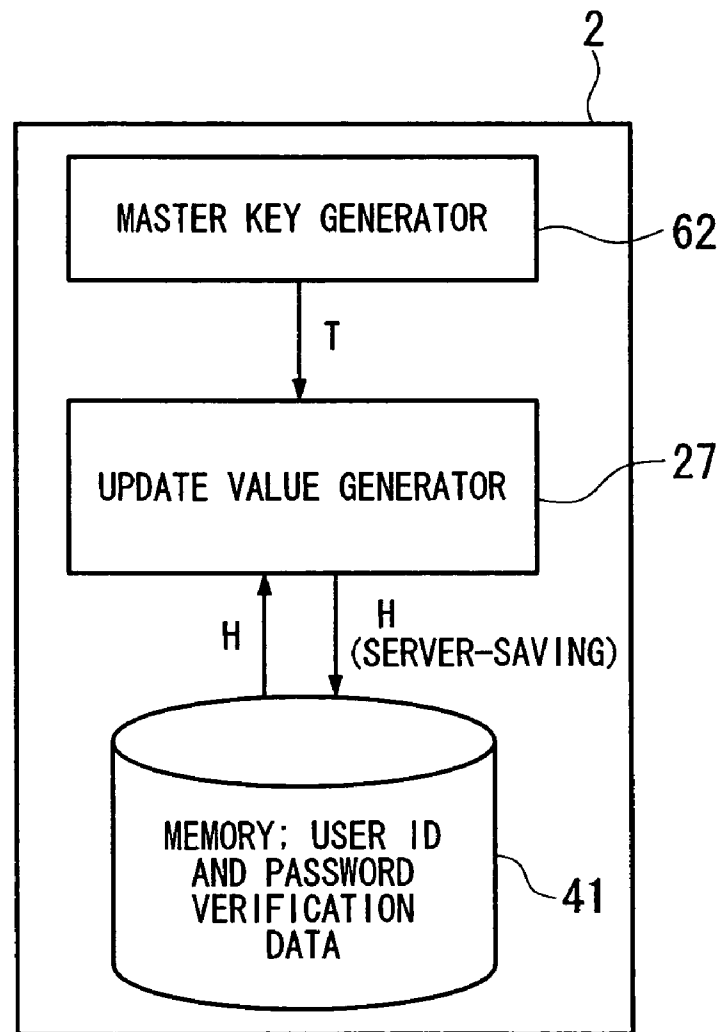 2
MASTER KEY GENERATOR
62
T
UPDATE VALUE GENERATOR
27
H
H
(SERVER-SAVING)
MEMORY; USER ID
AND PASSWORD
VERIFICATION
DATA
41